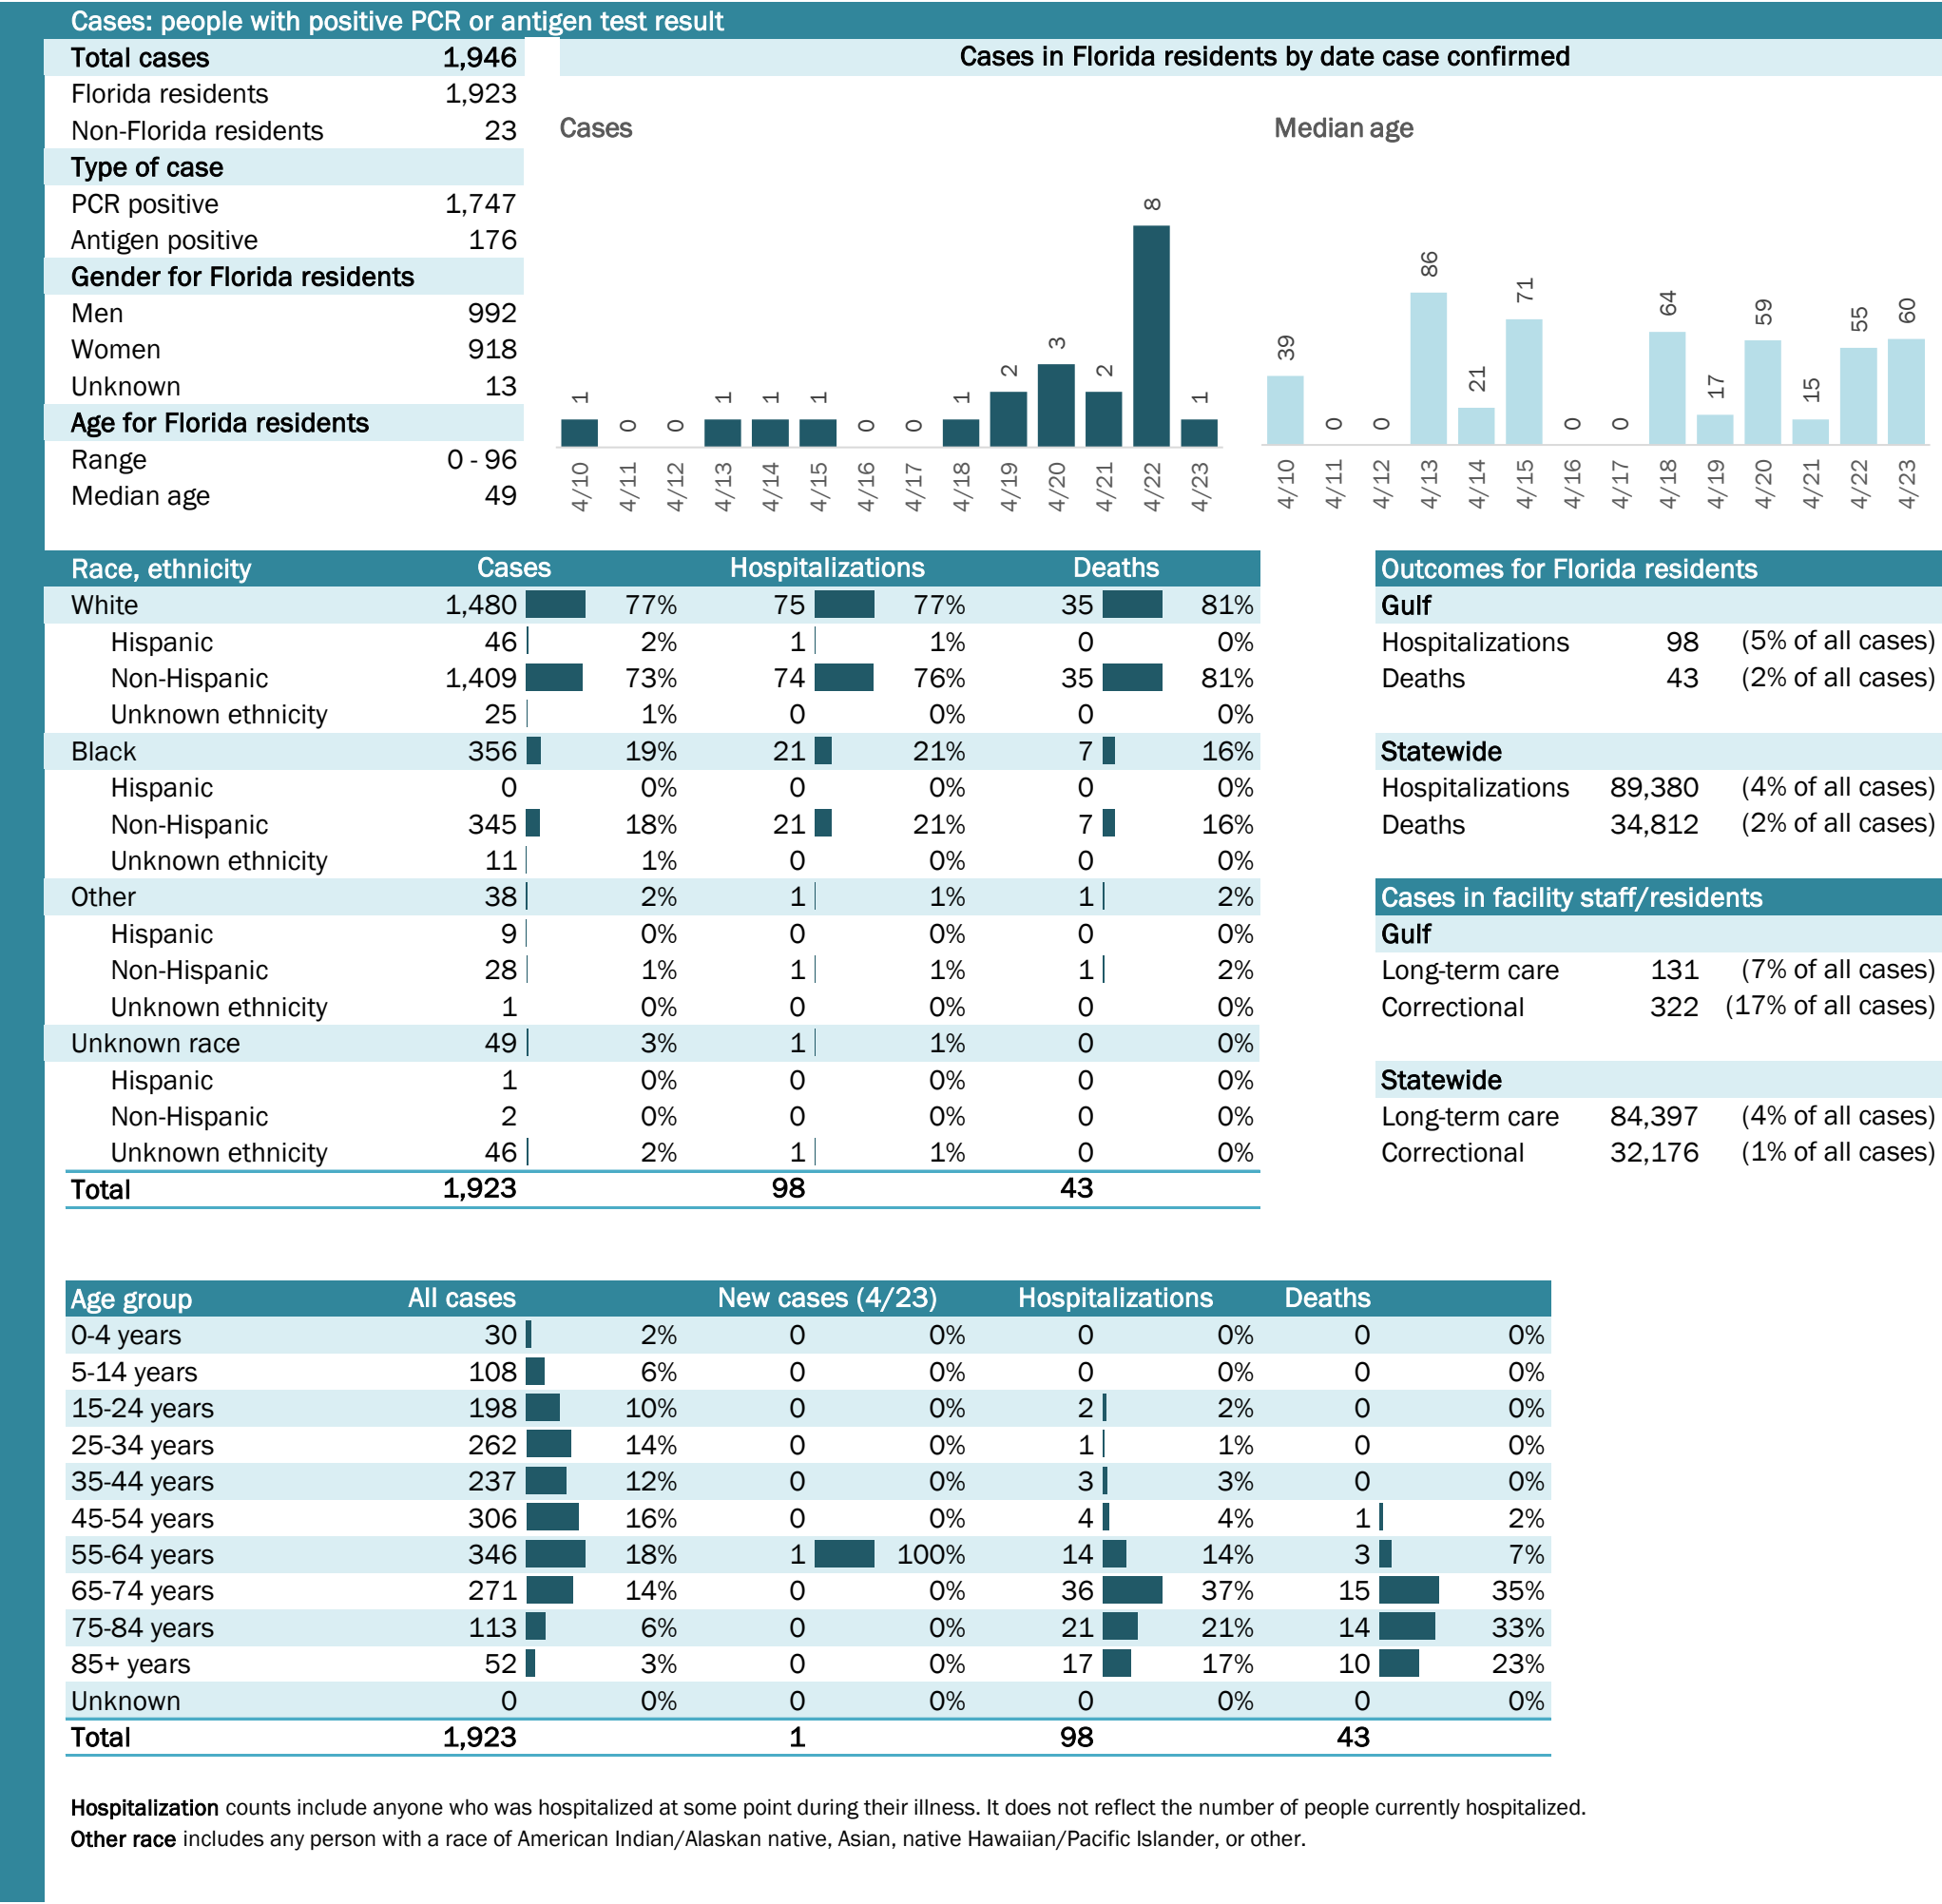 Cases: people with positive PCR or antigen test result
Total cases 1,946
Florida residents 1,923
Non-Florida residents 23
Type of case
PCR positive 1,747
Antigen positive 176
Gender for Florida residents
Men 992
Women 918
Unknown 13
Age for Florida residents
Range 0 - 96
Median age 49
Cases in Florida residents by date case confirmed
Cases
1 0 0 1 1 1 0 0 1 2 3 2 8 1
4/10 4/11 4/12 4/13 4/14 4/15 4/16 4/17 4/18 4/19 4/20 4/21 4/22 4/23
Median age
39 0 0 86 21 71 0 0 64 17 59 15 55 60
4/10 4/11 4/12 4/13 4/14 4/15 4/16 4/17 4/18 4/19 4/20 4/21 4/22 4/23
Race, ethnicity Cases Hospitalizations Deaths
White 1,480 77% 75 77% 35 81%
Hispanic 46 2% 1 1% 0 0%
Non-Hispanic 1,409 73% 74 76% 35 81%
Unknown ethnicity 25 1% 0 0% 0 0%
Black 356 19% 21 21% 7 16%
Hispanic 0 0% 0 0% 0 0%
Non-Hispanic 345 18% 21 21% 7 16%
Unknown ethnicity 11 1% 0 0% 0 0%
Other 38 2% 1 1% 1 2%
Hispanic 9 0% 0 0% 0 0%
Non-Hispanic 28 1% 1 1% 1 2%
Unknown ethnicity 1 0% 0 0% 0 0%
Unknown race 49 3% 1 1% 0 0%
Hispanic 1 0% 0 0% 0 0%
Non-Hispanic 2 0% 0 0% 0 0%
Unknown ethnicity 46 2% 1 1% 0 0%
Total 1,923 98 43
Outcomes for Florida residents
Gulf
Hospitalizations 98 (5% of all cases)
Deaths 43 (2% of all cases)
Statewide
Hospitalizations 89,380 (4% of all cases)
Deaths 34,812 (2% of all cases)
Cases in facility staff/residents
Gulf
Long-term care 131 (7% of all cases)
Correctional 322 (17% of all cases)
Statewide
Long-term care 84,397 (4% of all cases)
Correctional 32,176 (1% of all cases)
Age group All cases New cases (4/23) Hospitalizations Deaths
0-4 years 30 2% 0 0% 0 0% 0 0%
5-14 years 108 6% 0 0% 0 0% 0 0%
15-24 years 198 10% 0 0% 2 2% 0 0%
25-34 years 262 14% 0 0% 1 1% 0 0%
35-44 years 237 12% 0 0% 3 3% 0 0%
45-54 years 306 16% 0 0% 4 4% 1 2%
55-64 years 346 18% 1 100% 14 14% 3 7%
65-74 years 271 14% 0 0% 36 37% 15 35%
75-84 years 113 6% 0 0% 21 21% 14 33%
85+ years 52 3% 0 0% 17 17% 10 23%
Unknown 0 0% 0 0% 0 0% 0 0%
Total 1,923 1 98 43
Hospitalization counts include anyone who was hospitalized at some point during their illness. It does not reflect the number of people currently hospitalized.
Other race includes any person with a race of American Indian/Alaskan native, Asian, native Hawaiian/Pacific Islander, or other.